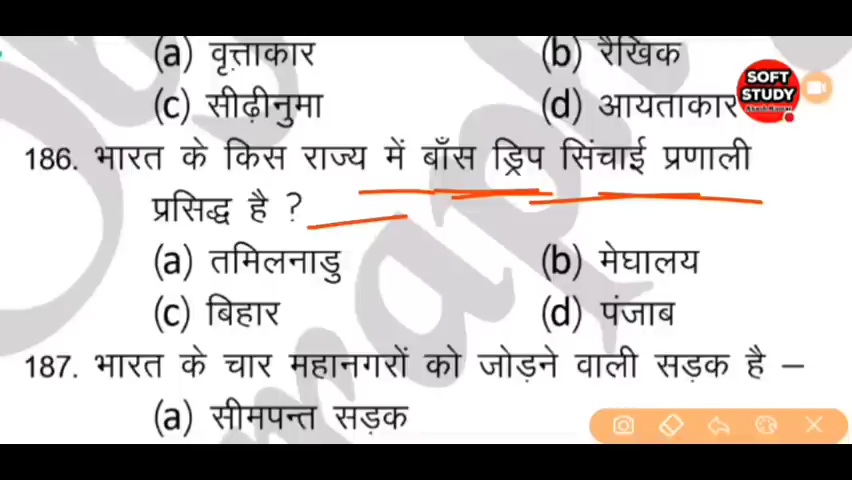 (a) वृत्ताकार (b) रैखिक
(c) सीढ़ीनुमा (d) आयताकार
SOFT
STUDY
186. भारत के किस राज्य में बाँस ड्रिप सिंचाई प्रणाली
प्रसिद्ध है ?
(a) तमिलनाडु (b) मेघालय
(c) बिहार (d) पंजाब
187. भारत के चार महानगरों को जोड़ने वाली सड़क है –
(a) सीमपन्त सड़क